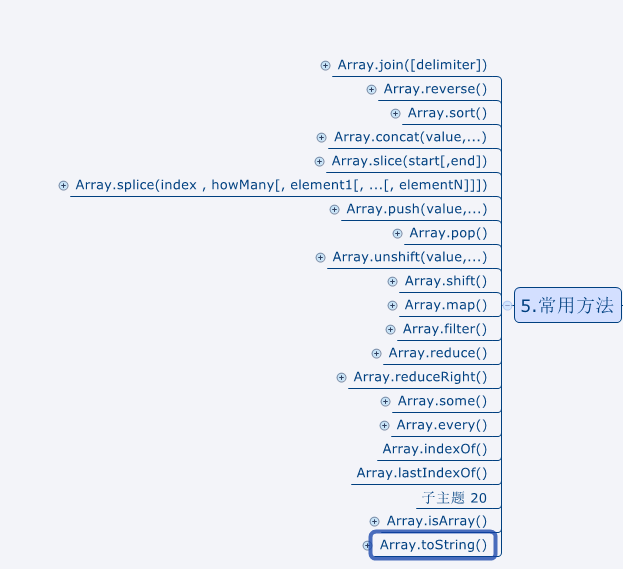 Array.join([delimiter])
Array.reverse()
Array.sort()
Array.concat(value,...)
Array.slice(start[,end])
Array.splice(index , howMany[, element1[, ...[, elementN]]])
Array.push(value,...)
Array.pop()
Array.unshift(value,...)
Array.shift()
Array.map()
Array.filter()
Array.reduce()
Array.reduceRight()
Array.some()
Array.every()
Array.indexOf()
Array.lastIndexOf()
子主题 20
Array.isArray()
Array.toString()
5.常用方法